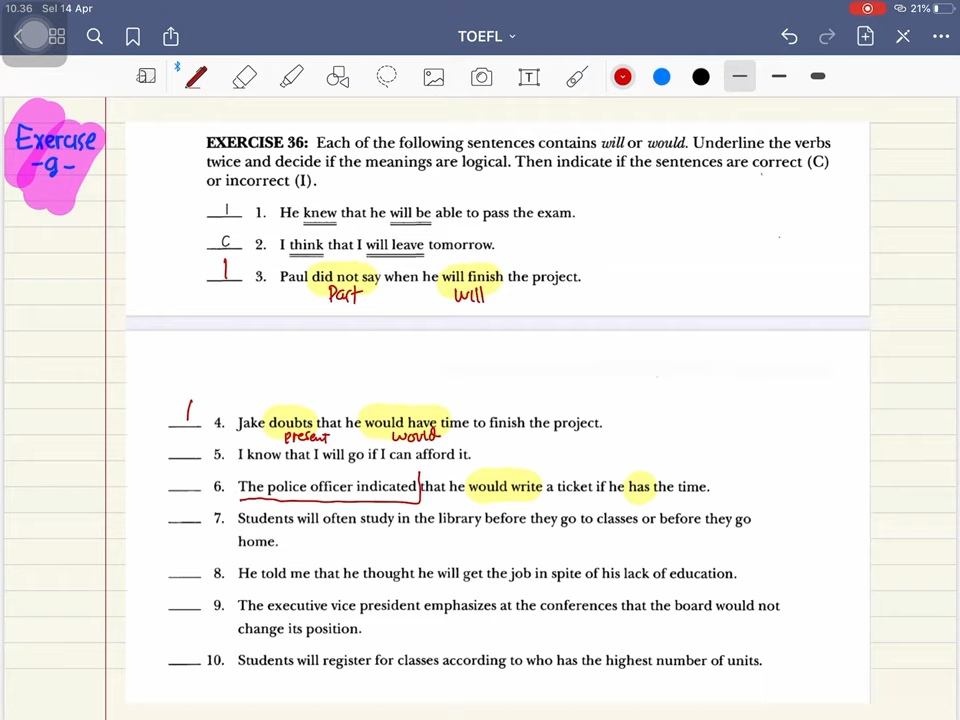 10.36 Sel 14 Apr
21%
TOEFL
T
Exercise
-9-
EXERCISE 36: Each of the following sentences contains will or would. Underline the verbs
twice and decide if the meanings are logical. Then indicate if the sentences are correct (C)
or incorrect (I).
I 1. He knew that he will be able to pass the exam.
C 2. I think that I will leave tomorrow.
I 3. Paul did not say when he will finish the project.
Past will
I 4. Jake doubts that he would have time to finish the project.
present would
5. I know that I will go if I can afford it.
6. The police officer indicated that he would write a ticket if he has the time.
7. Students will often study in the library before they go to classes or before they go
home.
8. He told me that he thought he will get the job in spite of his lack of education.
9. The executive vice president emphasizes at the conferences that the board would not
change its position.
10. Students will register for classes according to who has the highest number of units.